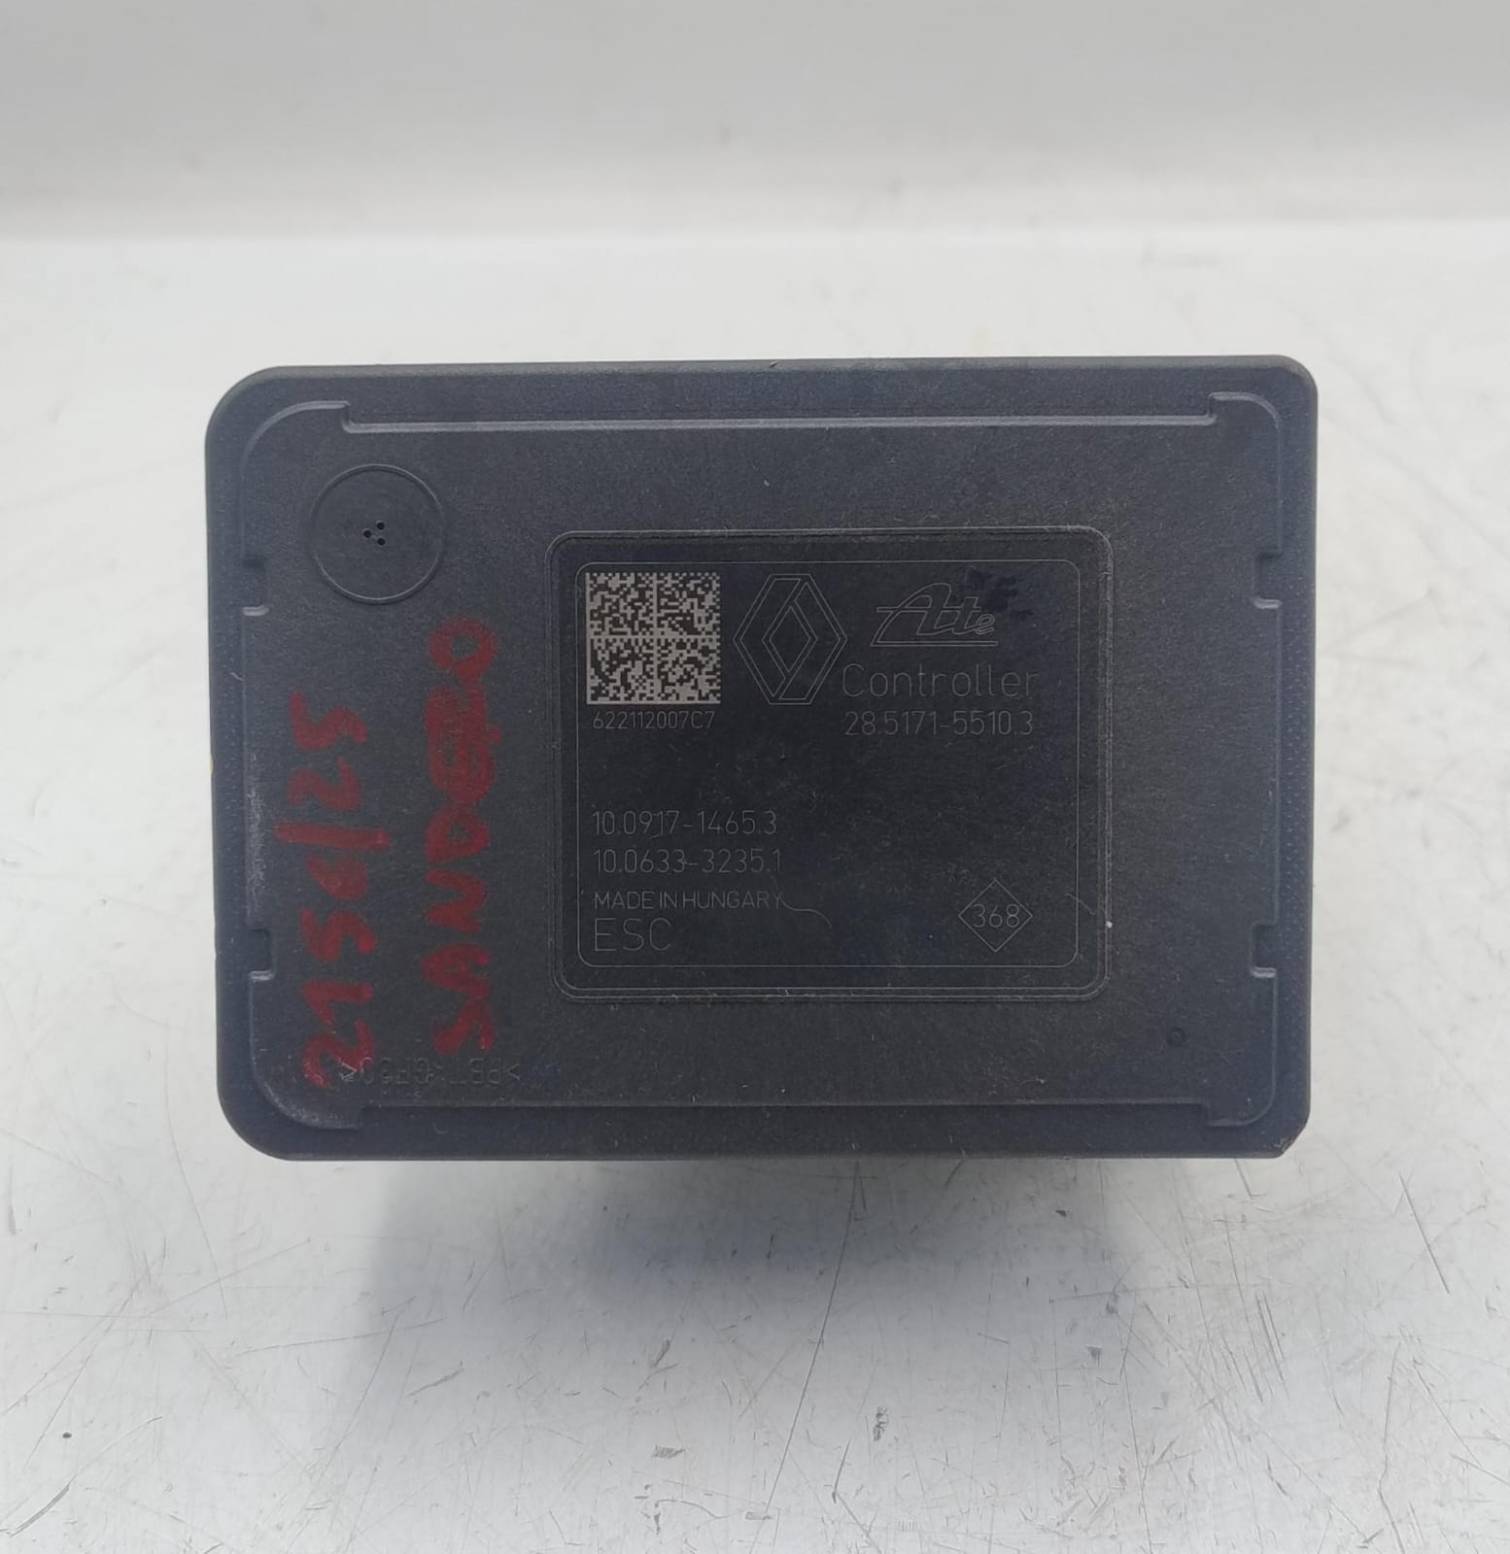 Ate
Controller
622112007C7
28.5171-5510.3
10.0917-1465.3
10.0633-3235.1
MADE IN HUNGARY
ESC
368
SANDERO